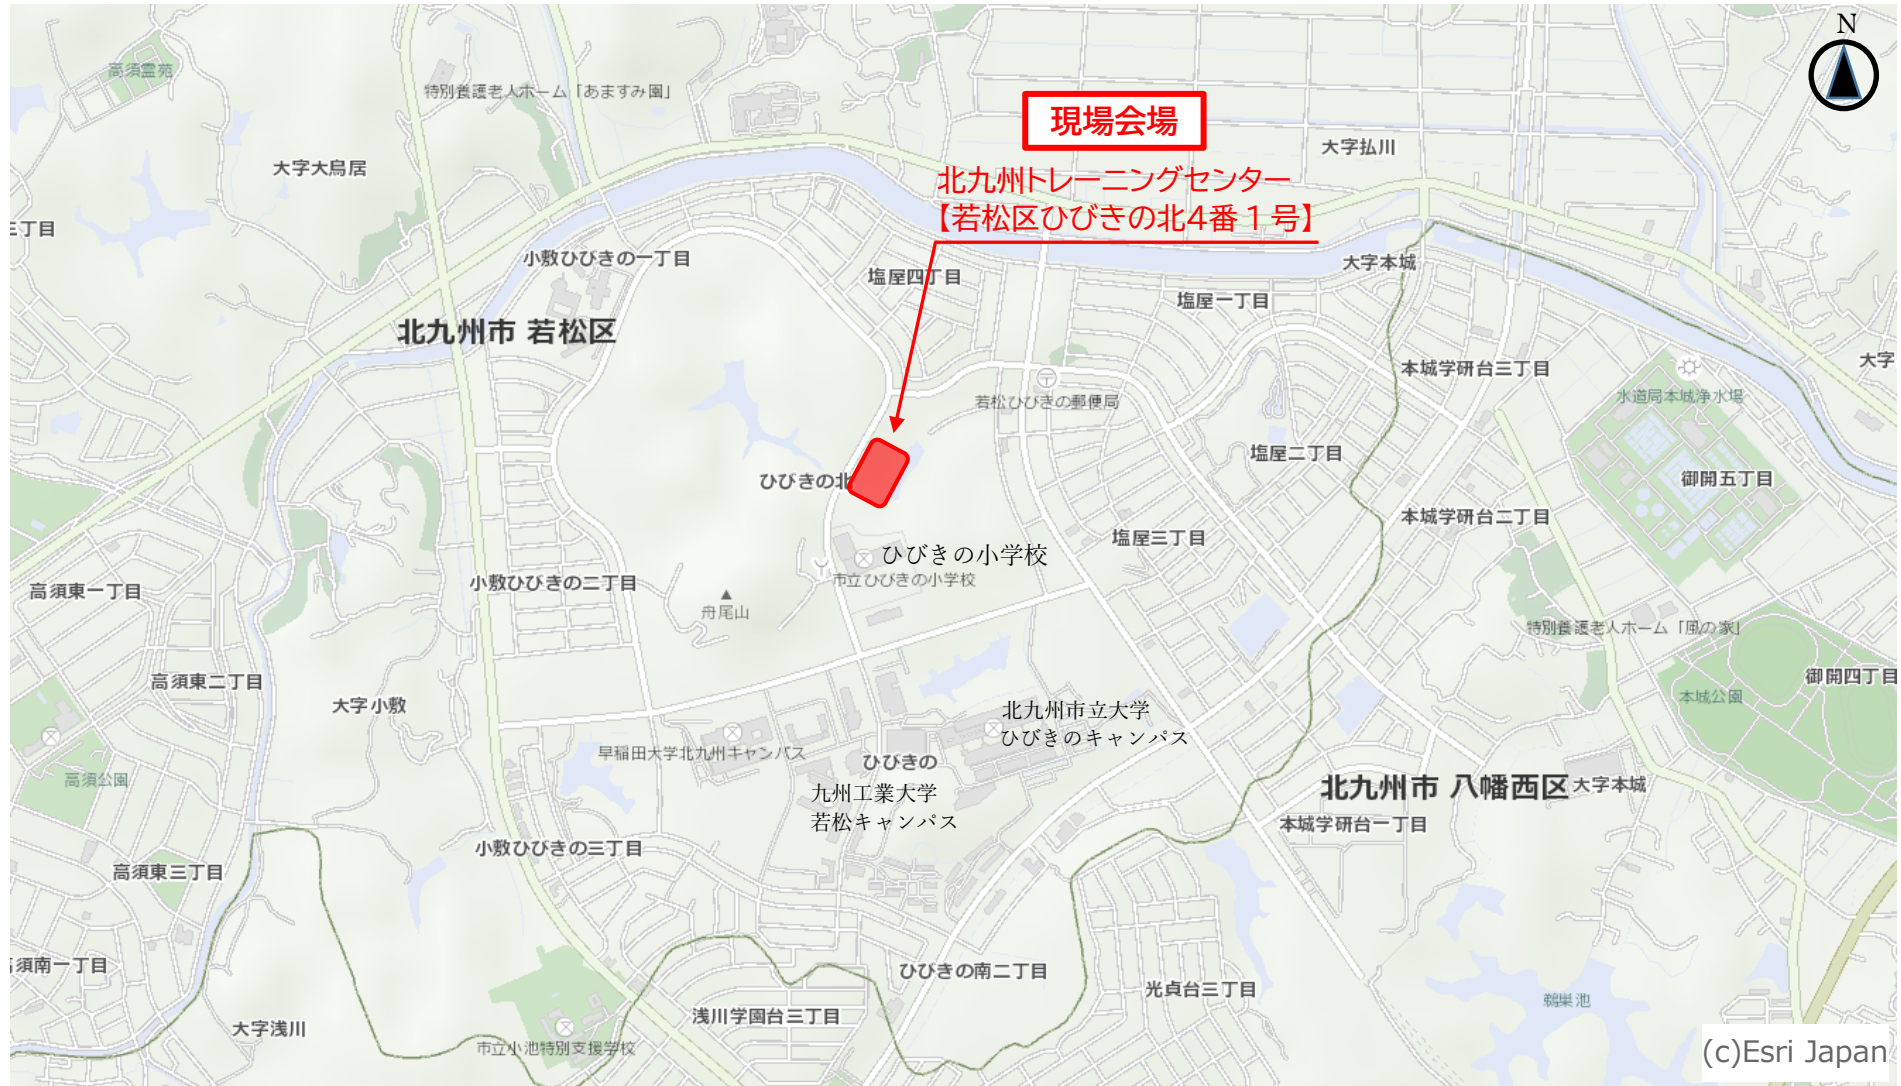 N
高須霊苑
特別養護老人ホーム「あますみ園」
現場会場
大字払川
大字大鳥居
北九州トレーニングセンター
【若松区ひびきの北4番1号】
三丁目
小敷ひびきの一丁目
塩屋四丁目
大字本城
塩屋一丁目
北九州市 若松区
大字
本城学研台三丁目
水道局本城浄水場
若松ひびきの郵便局
塩屋二丁目
ひびきの北
御開五丁目
本城学研台二丁目
塩屋三丁目
ひびきの小学校
市立ひびきの小学校
小敷ひびきの二丁目
高須東一丁目
舟尾山
特別養護老人ホーム「風の家」
高須東二丁目
御開四丁目
本城公園
大字小敷
北九州市立大学
ひびきのキャンパス
早稲田大学北九州キャンパス
ひびきの
高須公園
北九州市 八幡西区
大字本城
九州工業大学
若松キャンパス
本城学研台一丁目
小敷ひびきの三丁目
高須東三丁目
須南一丁目
ひびきの南二丁目
光貞台三丁目
鵜巣池
浅川学園台三丁目
大字浅川
市立小池特別支援学校
(c)Esri Japan